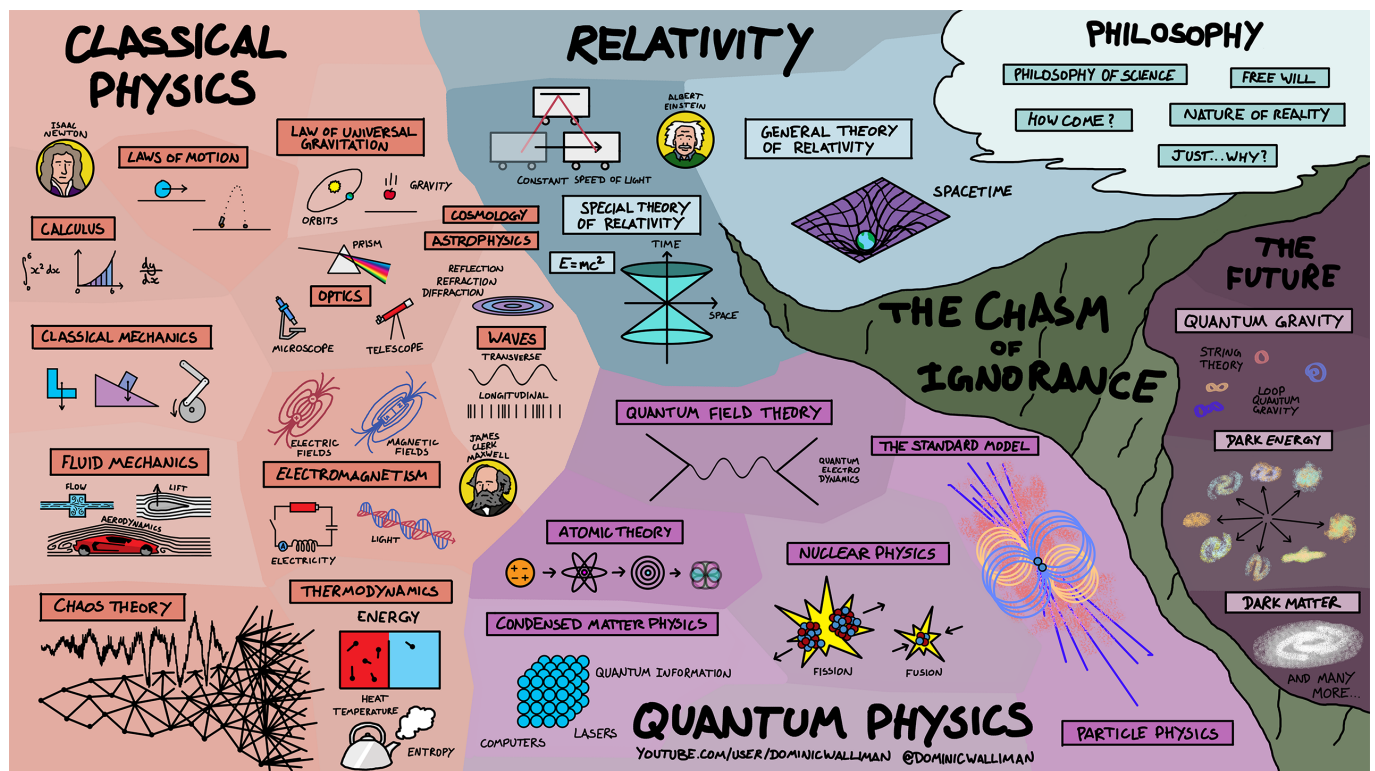 CLASSICAL
PHYSICS
ISAAC
NEWTON
LAWS OF MOTION
LAW OF UNIVERSAL
GRAVITATION
ORBITS
GRAVITY
CALCULUS
∫₀⁶ x² dx
0
6
dy
dx
PRISM
OPTICS
MICROSCOPE
TELESCOPE
COSMOLOGY
ASTROPHYSICS
REFLECTION
REFRACTION
DIFFRACTION
WAVES
TRANSVERSE
LONGITUDINAL
CLASSICAL MECHANICS
ELECTRIC
FIELDS
MAGNETIC
FIELDS
JAMES
CLERK
MAXWELL
FLUID MECHANICS
FLOW
LIFT
AERODYNAMICS
ELECTROMAGNETISM
A
ELECTRICITY
LIGHT
CHAOS THEORY
THERMODYNAMICS
ENERGY
HEAT
TEMPERATURE
ENTROPY
RELATIVITY
ALBERT
EINSTEIN
CONSTANT SPEED OF LIGHT
SPECIAL THEORY
OF RELATIVITY
E=mc²
TIME
SPACE
GENERAL THEORY
OF RELATIVITY
SPACETIME
PHILOSOPHY
PHILOSOPHY OF SCIENCE
FREE WILL
HOW COME?
NATURE OF REALITY
JUST...WHY?
THE CHASM
OF
IGNORANCE
THE
FUTURE
QUANTUM GRAVITY
STRING
THEORY
LOOP
QUANTUM
GRAVITY
DARK ENERGY
DARK MATTER
AND MANY
MORE...
QUANTUM FIELD THEORY
QUANTUM
ELECTRO
DYNAMICS
THE STANDARD MODEL
ATOMIC THEORY
NUCLEAR PHYSICS
FISSION
FUSION
CONDENSED MATTER PHYSICS
QUANTUM INFORMATION
COMPUTERS
LASERS
QUANTUM PHYSICS
YOUTUBE.COM/USER/DOMINICWALLIMAN @DOMINICWALLIMAN
PARTICLE PHYSICS